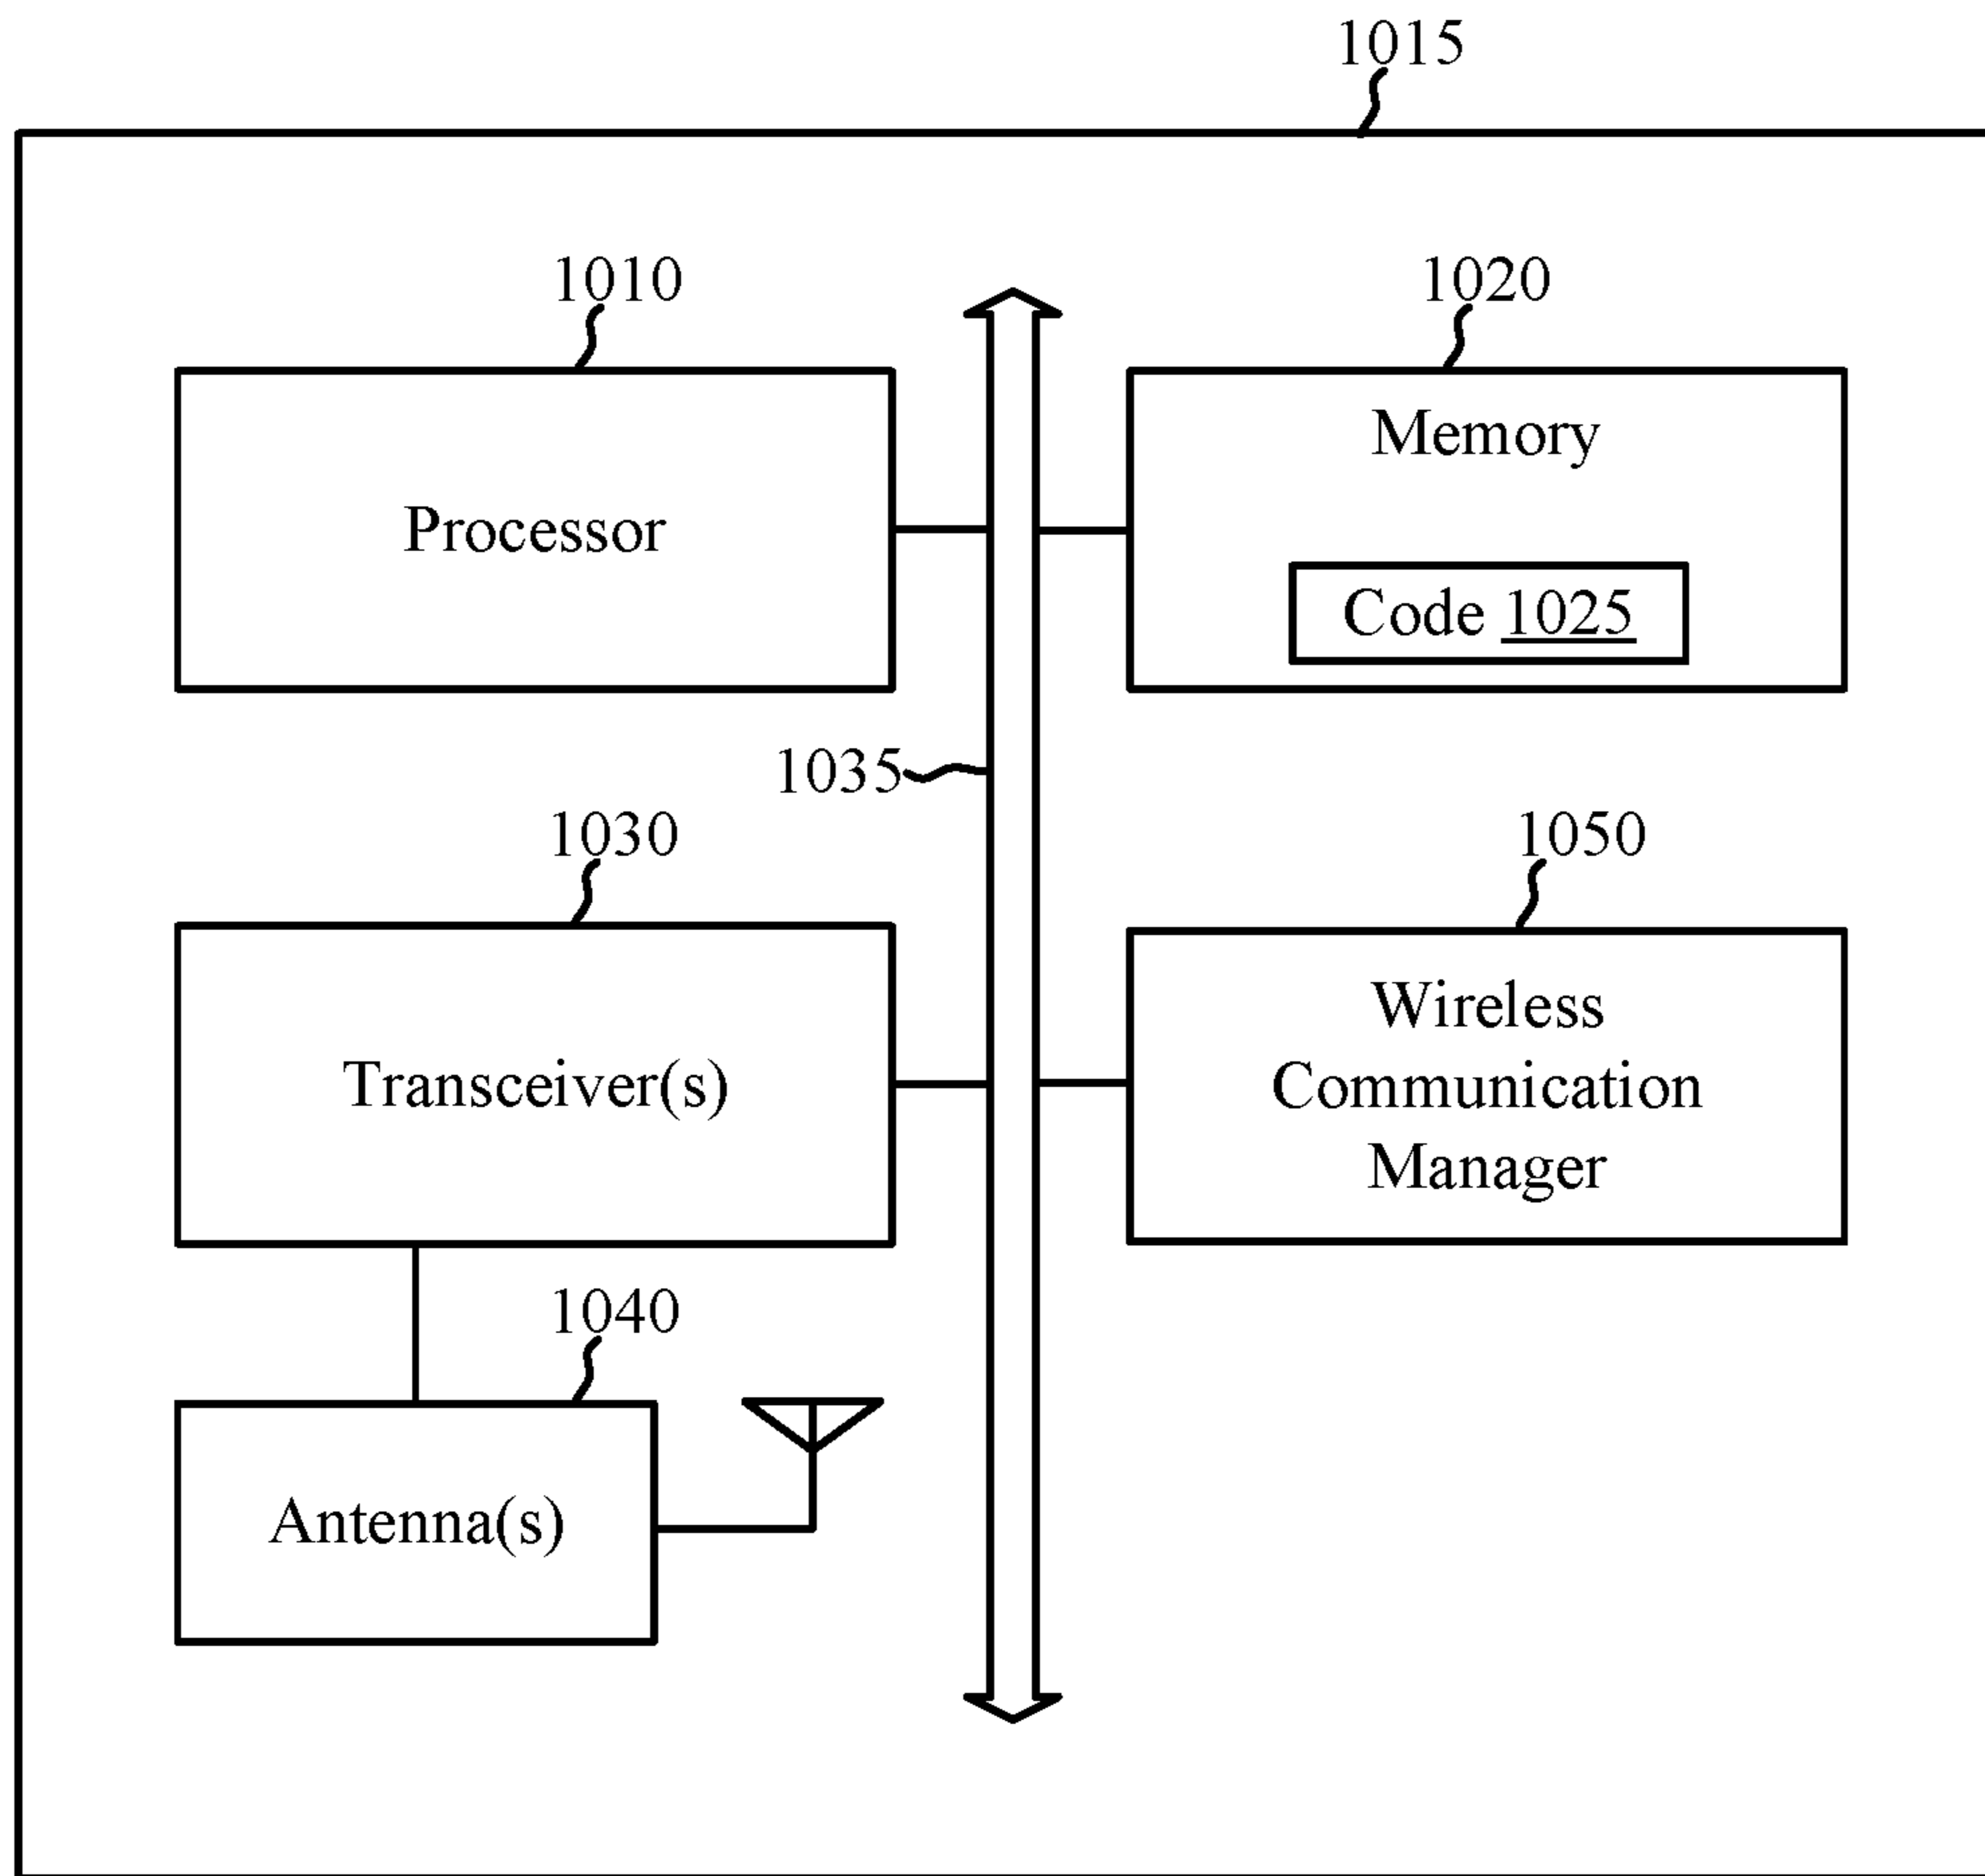 1015
1010
1020
Processor
Memory
Code 1025
1035
1030
1050
Transceiver(s)
Wireless
Communication
Manager
1040
Antenna(s)